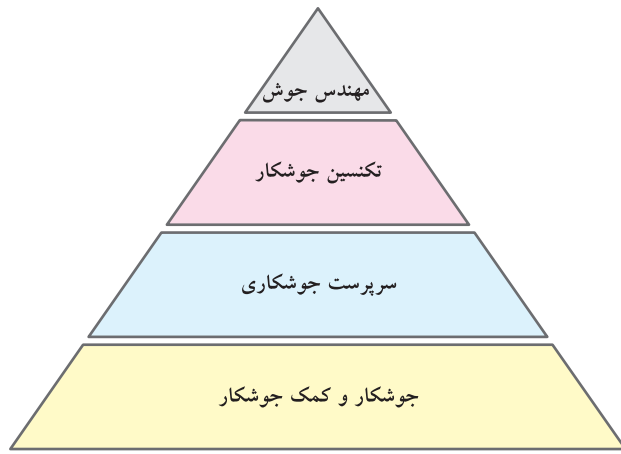 مهندس جوش
تکنسین جوشکار
سرپرست جوشکاری
جوشکار و کمک جوشکار